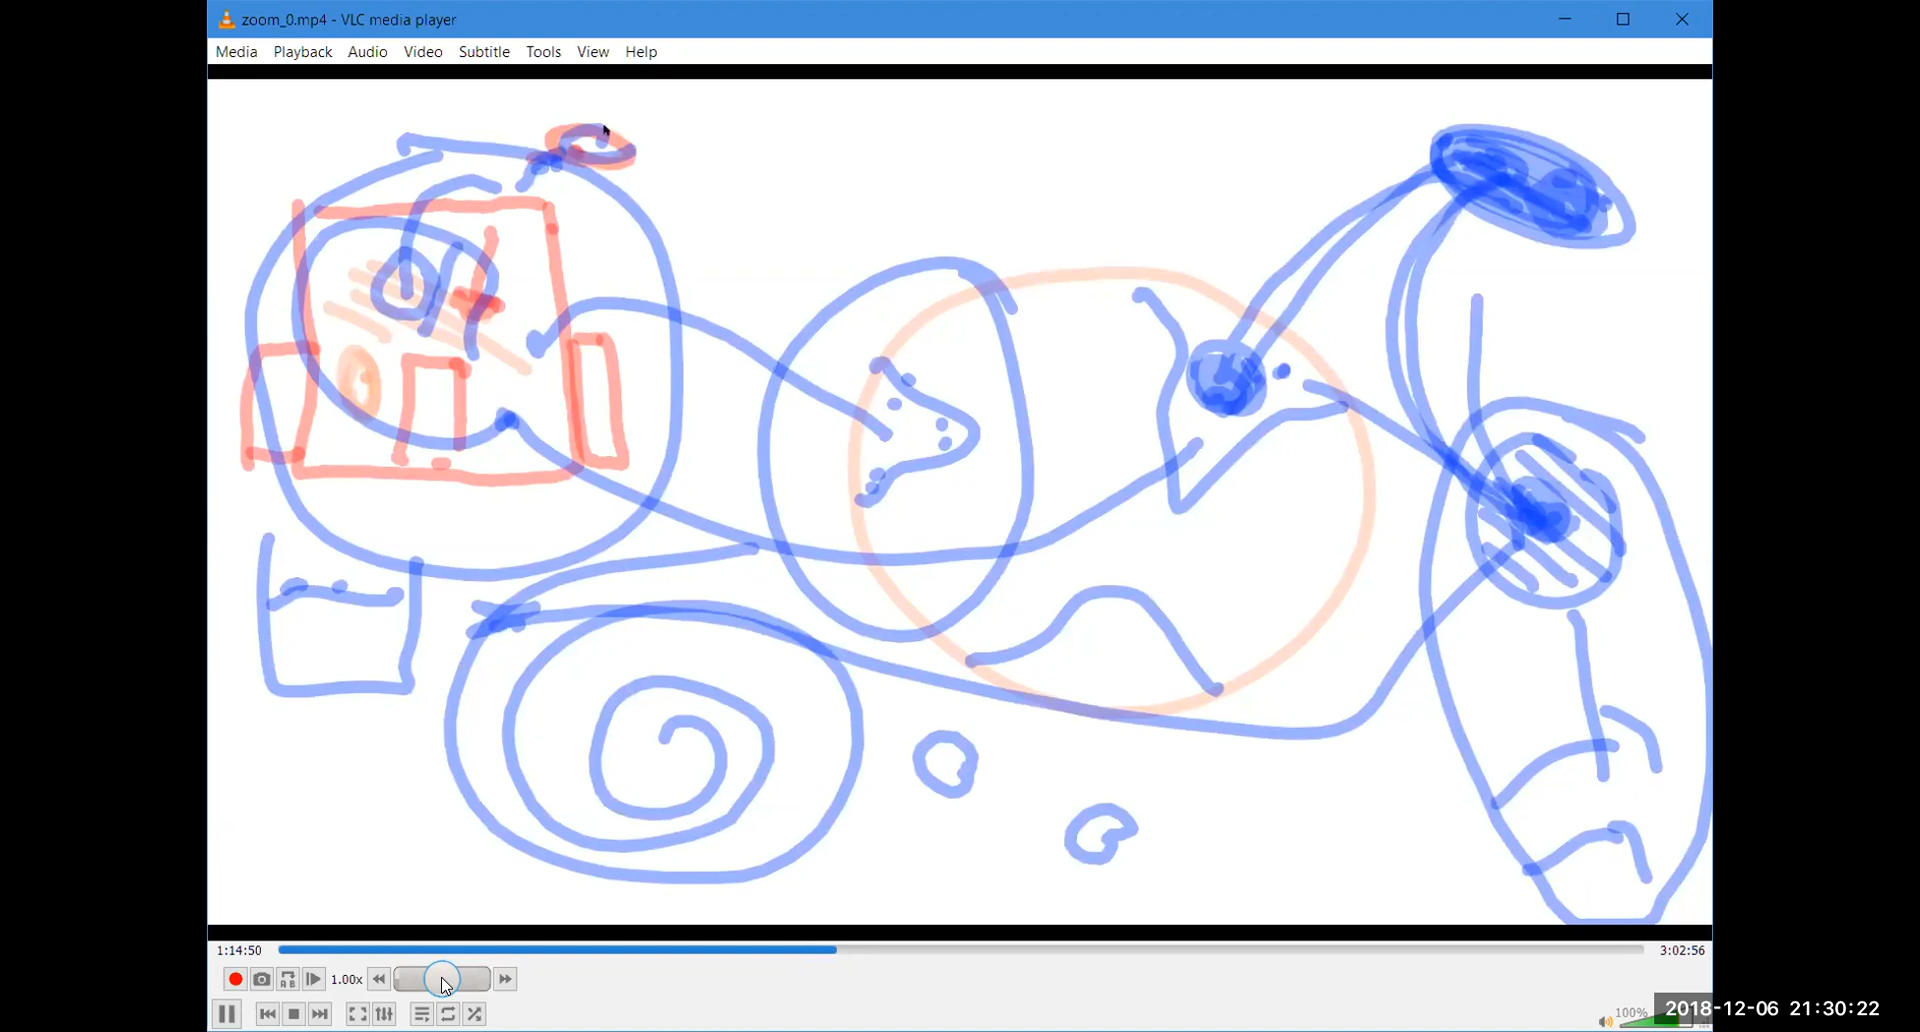 zoom_0.mp4 - VLC media player
Media Playback Audio Video Subtitle Tools View Help
1:14:50 3:02:56
1.00x
100%
2018-12-06 21:30:22